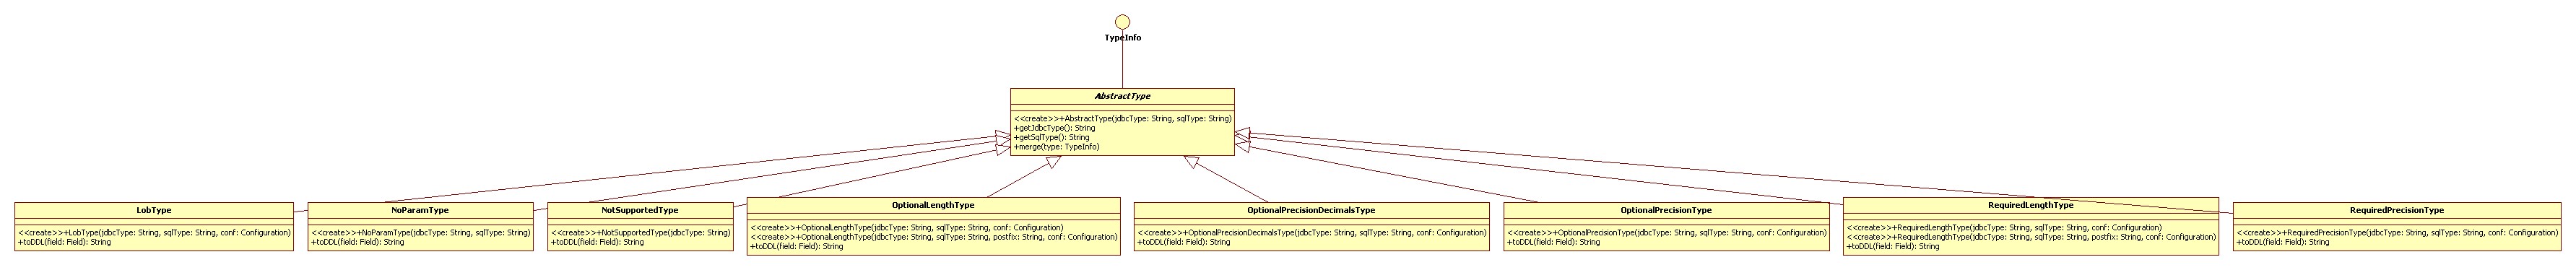 TypeInfo
AbstractType
<<create>>+AbstractType(jdbcType: String, sqlType: String)
+getJdbcType(): String
+getSqlType(): String
+merge(type: TypeInfo)
LobType
<<create>>+LobType(jdbcType: String, sqlType: String, conf: Configuration)
+toDDL(field: Field): String
NoParamType
<<create>>+NoParamType(jdbcType: String, sqlType: String)
+toDDL(field: Field): String
NotSupportedType
<<create>>+NotSupportedType(jdbcType: String)
+toDDL(field: Field): String
OptionalLengthType
<<create>>+OptionalLengthType(jdbcType: String, sqlType: String, conf: Configuration)
<<create>>+OptionalLengthType(jdbcType: String, sqlType: String, postfix: String, conf: Configuration)
+toDDL(field: Field): String
OptionalPrecisionDecimalsType
<<create>>+OptionalPrecisionDecimalsType(jdbcType: String, sqlType: String, conf: Configuration)
+toDDL(field: Field): String
OptionalPrecisionType
<<create>>+OptionalPrecisionType(jdbcType: String, sqlType: String, conf: Configuration)
+toDDL(field: Field): String
RequiredLengthType
<<create>>+RequiredLengthType(jdbcType: String, sqlType: String, conf: Configuration)
<<create>>+RequiredLengthType(jdbcType: String, sqlType: String, postfix: String, conf: Configuration)
+toDDL(field: Field): String
RequiredPrecisionType
<<create>>+RequiredPrecisionType(jdbcType: String, sqlType: String, conf: Configuration)
+toDDL(field: Field): String